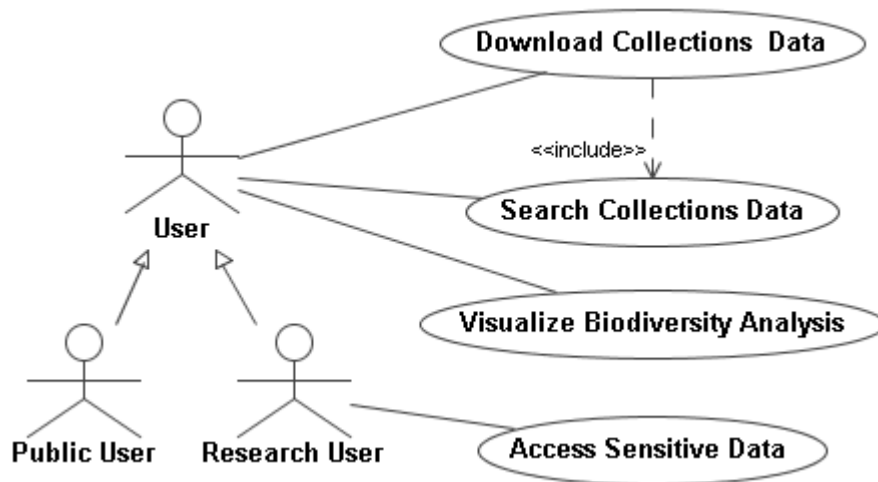 Download Collections Data
<<include>>
Search Collections Data
User
Visualize Biodiversity Analysis
Public User
Research User
Access Sensitive Data